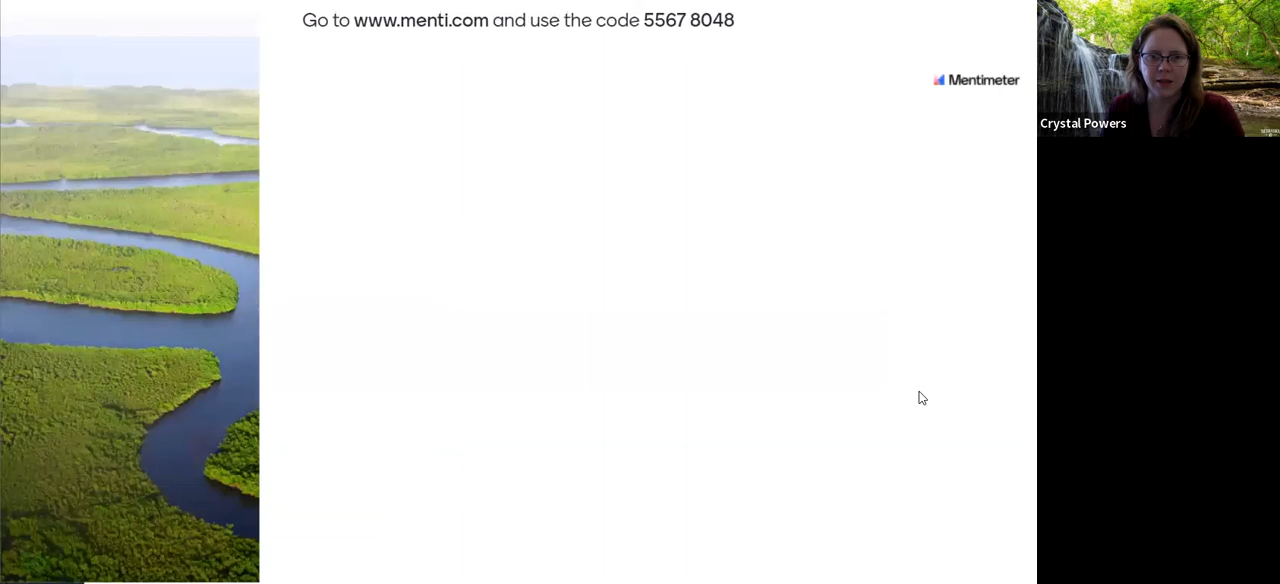 Go to www.menti.com and use the code 5567 8048
Mentimeter
Crystal Powers